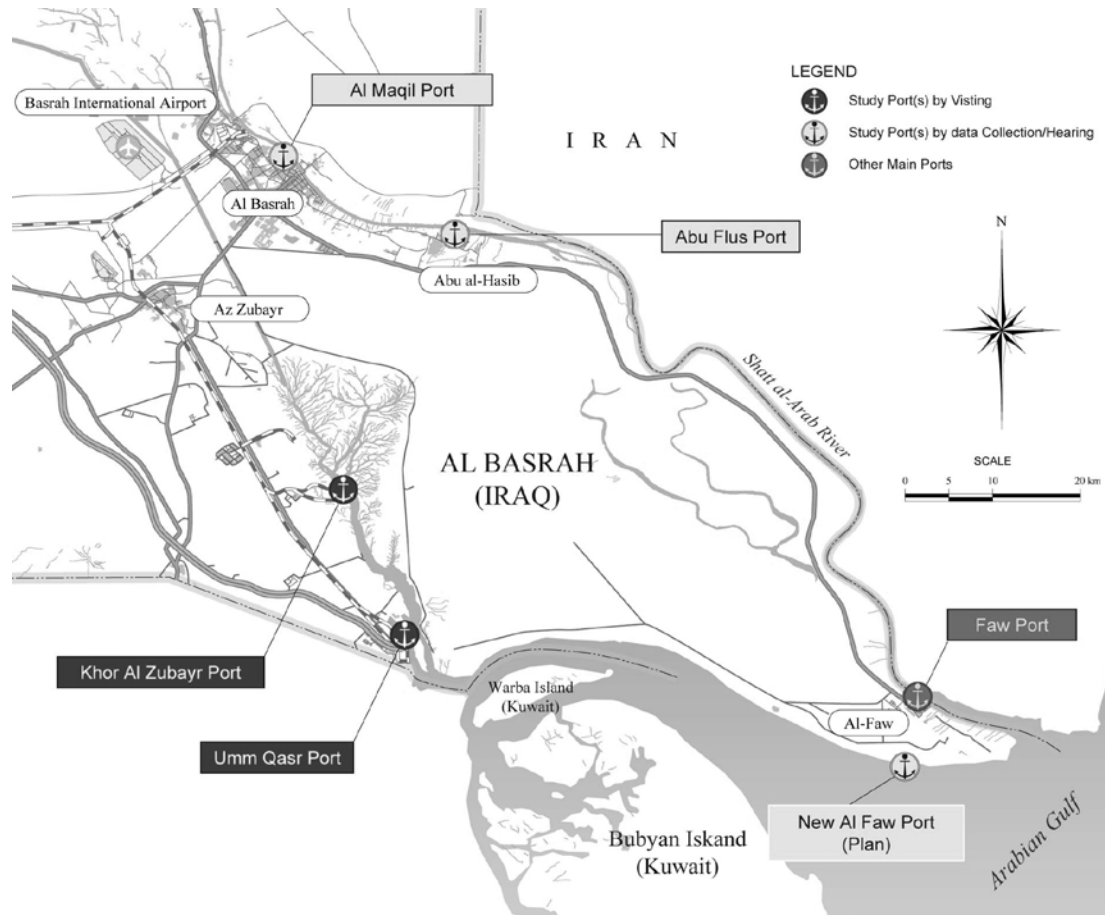 LEGEND
Study Port(s) by Visting
Study Port(s) by data Collection/Hearing
Other Main Ports
Al Maqil Port
Basrah International Airport
I R A N
Al Basrah
Abu Flus Port
Abu al-Hasib
Az Zubayr
N
Shatt al-Arab River
SCALE
0 5 10 20 km
AL BASRAH
(IRAQ)
Khor Al Zubayr Port
Umm Qasr Port
Warba Island
(Kuwait)
Faw Port
Al-Faw
New Al Faw Port
(Plan)
Bubyan Iskand
(Kuwait)
Arabian Gulf